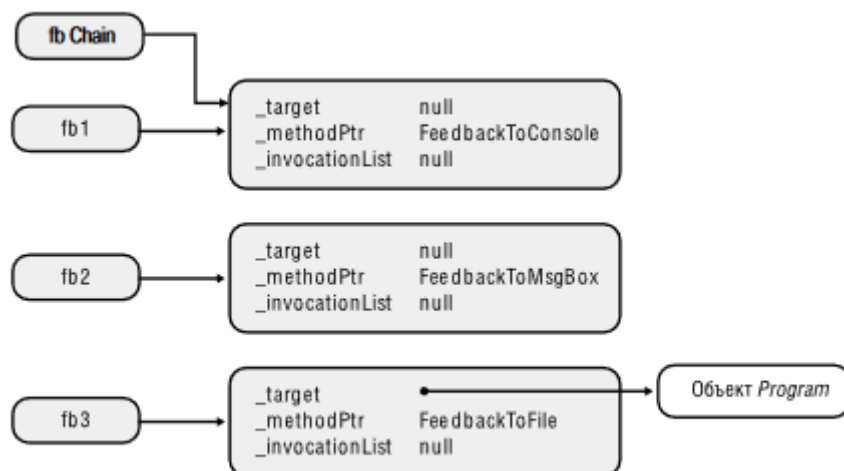 fb Chain
_target null
_methodPtr FeedbackToConsole
_invocationList null
fb1
_target null
_methodPtr FeedbackToMsgBox
_invocationList null
fb2
_target
_methodPtr FeedbackToFile
_invocationList null
fb3
Объект Program